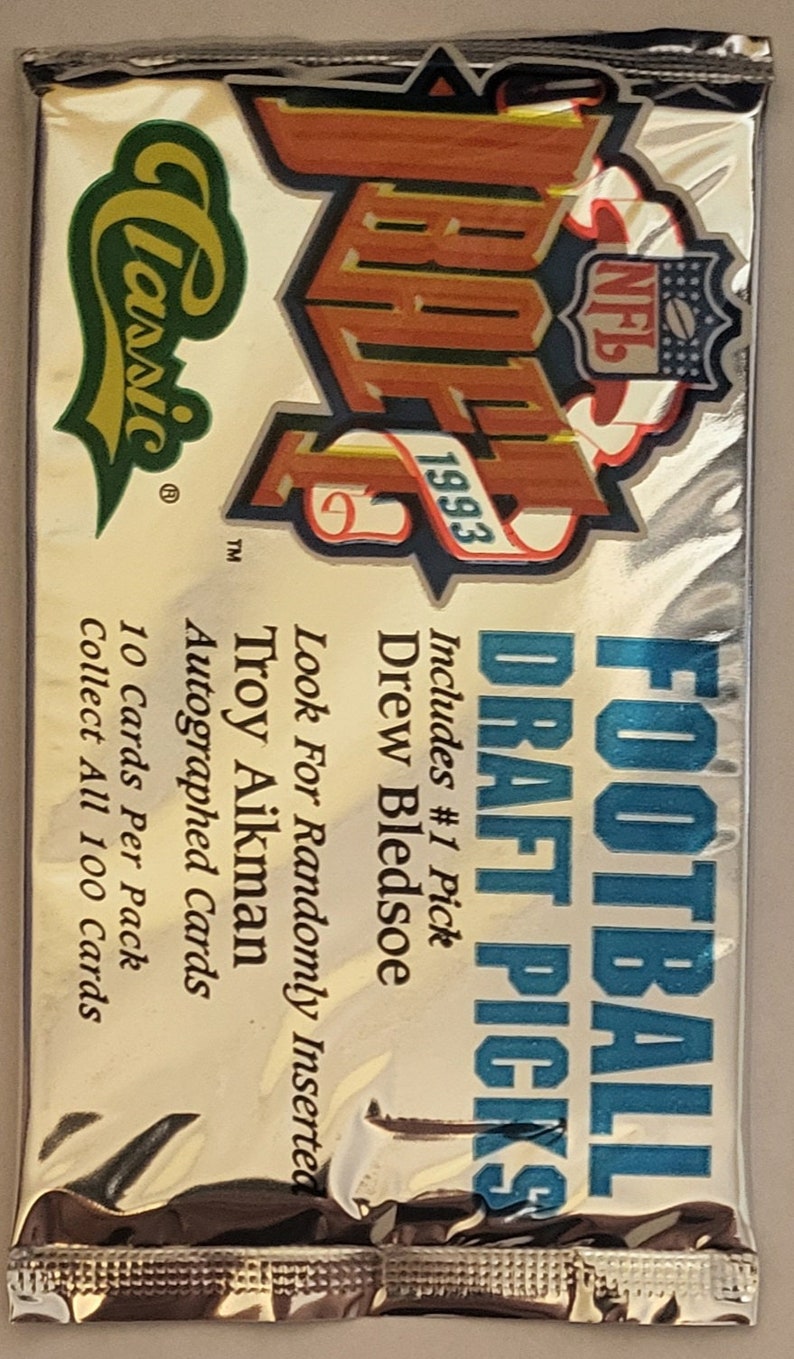 NFL
DRAFT
1993
™
Classic®
FOOTBALL
DRAFT PICKS
Includes #1 Pick
Drew Bledsoe
Look For Randomly Inserted
Troy Aikman
Autographed Cards
10 Cards Per Pack
Collect All 100 Cards